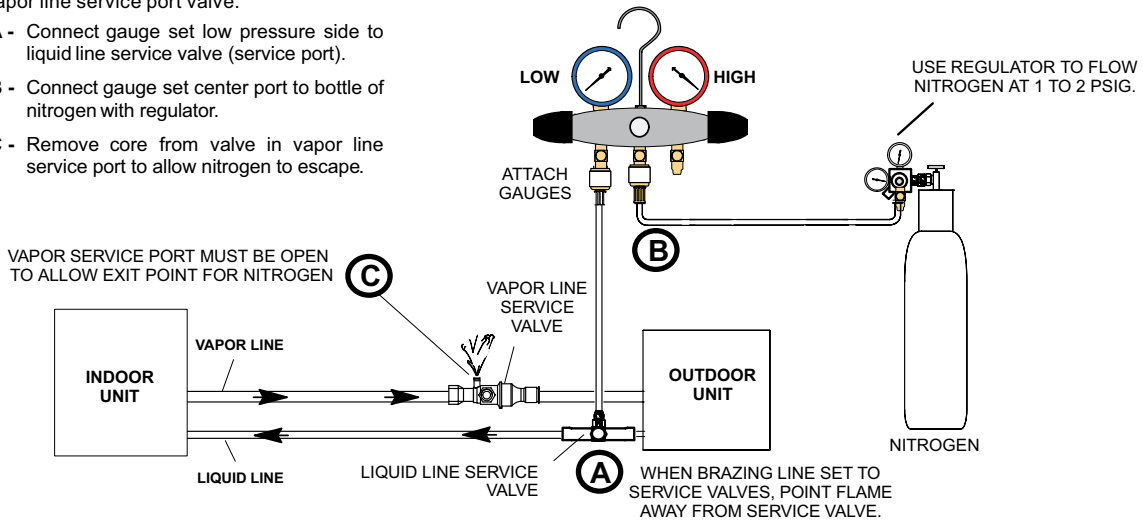 vapor line service port valve.
- Connect gauge set low pressure side to
liquid line service valve (service port).
- Connect gauge set center port to bottle of
nitrogen with regulator.
- Remove core from valve in vapor line
service port to allow nitrogen to escape.
LOW
HIGH
USE REGULATOR TO FLOW
NITROGEN AT 1 TO 2 PSIG.
ATTACH
GAUGES
B
VAPOR SERVICE PORT MUST BE OPEN
TO ALLOW EXIT POINT FOR NITROGEN
C
VAPOR LINE
SERVICE
VALVE
VAPOR LINE
INDOOR
UNIT
OUTDOOR
UNIT
NITROGEN
LIQUID LINE
LIQUID LINE SERVICE
VALVE
A
WHEN BRAZING LINE SET TO
SERVICE VALVES, POINT FLAME
AWAY FROM SERVICE VALVE.